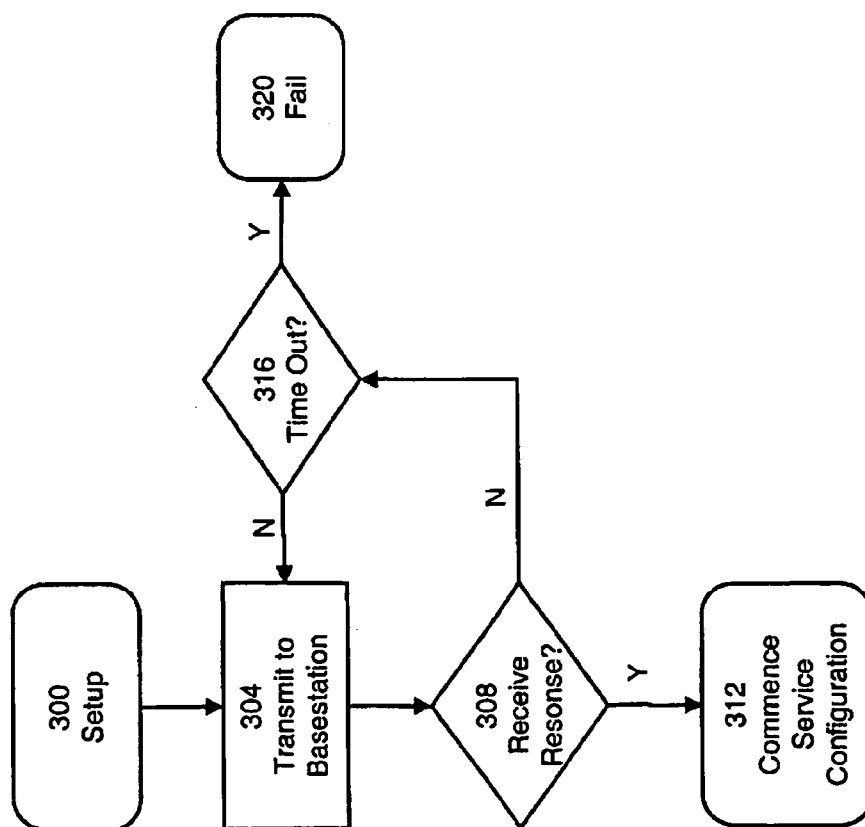 300
Setup
304
Transmit to
Basestation
308
Receive
Resonse?
Y
312
Commence
Service
Configuration
N
316
Time Out?
N
Y
320
Fail